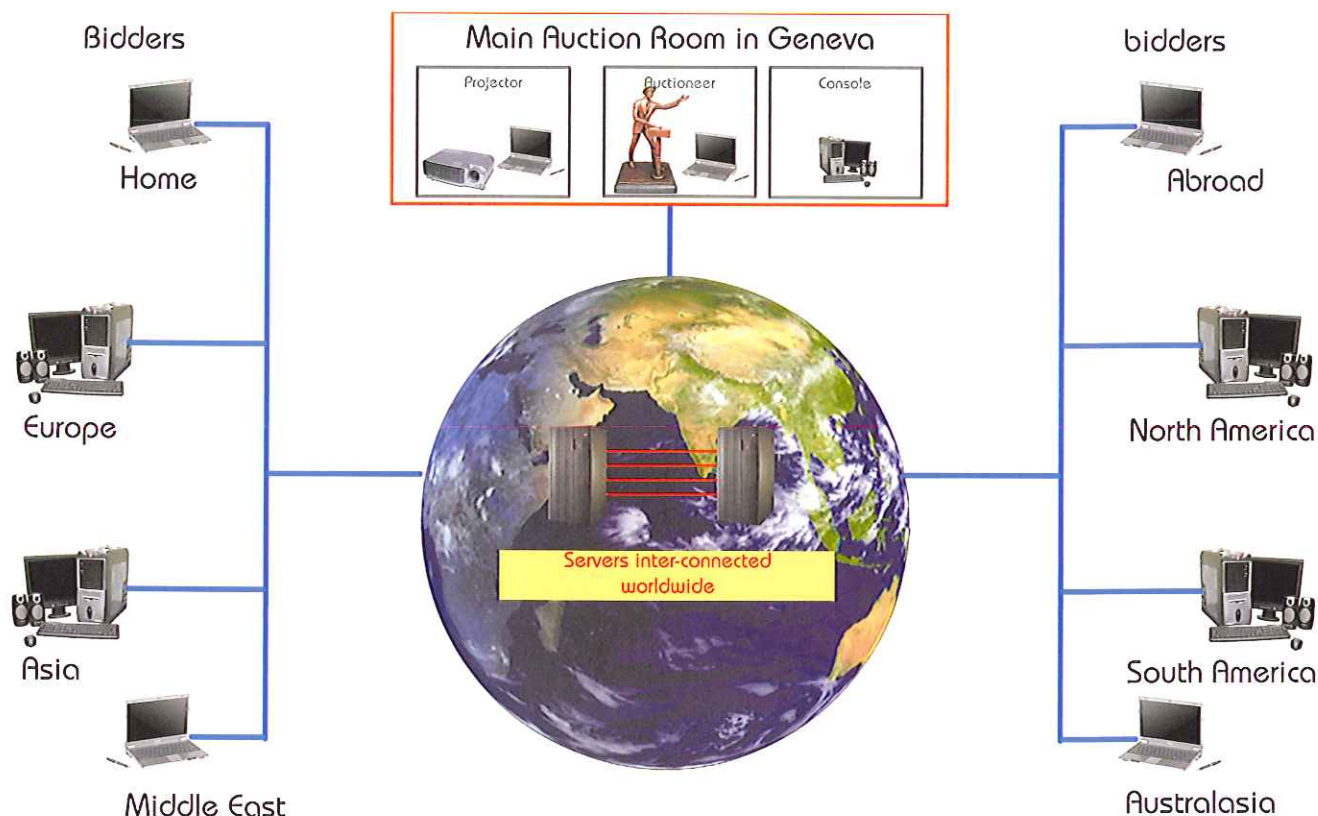 Bidders
Main Auction Room in Geneva
bidders
Projector
Auctioneer
Console
Home
Abroad
Europe
North America
Servers inter-connected
worldwide
Asia
South America
Middle East
Australasia